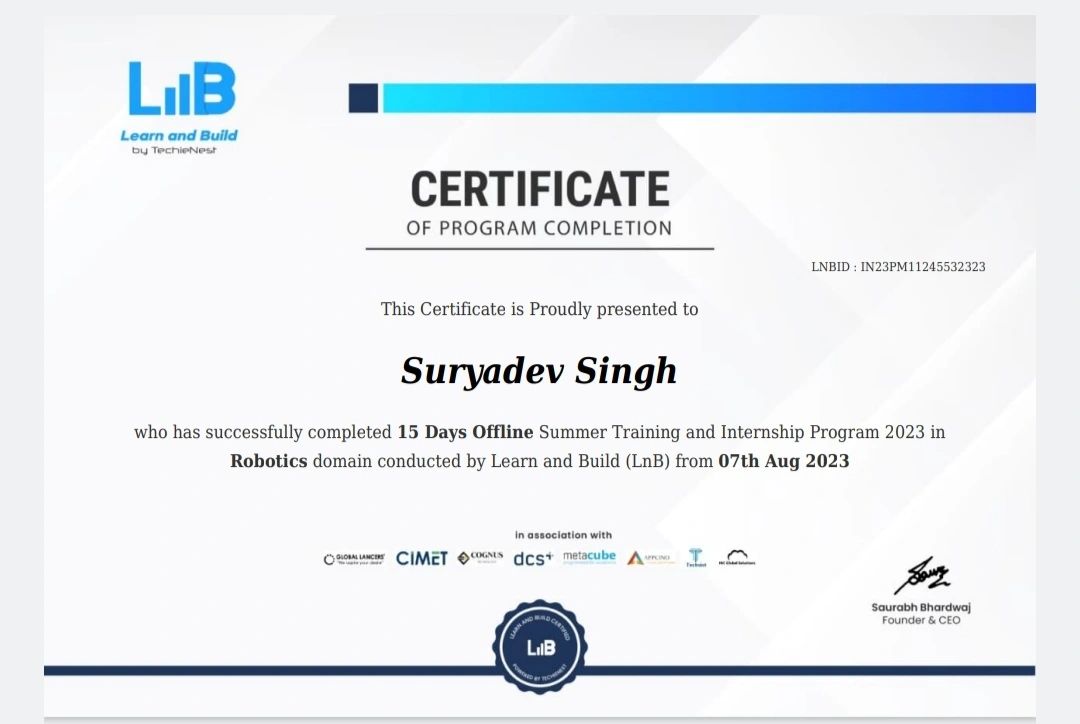 LnB
Learn and Build
by TechieNest
CERTIFICATE
OF PROGRAM COMPLETION
LNBID : IN23PM11245532323
This Certificate is Proudly presented to
Suryadev Singh
who has successfully completed 15 Days Offline Summer Training and Internship Program 2023 in
Robotics domain conducted by Learn and Build (LnB) from 07th Aug 2023
in association with
GLOBAL LANCERS CIMET COGNUS dcs+ metacube APPCINO
Saurabh Bhardwaj
Founder & CEO
LEARN AND BUILD CERTIFIED
LnB
POWERED BY TECHIENEST